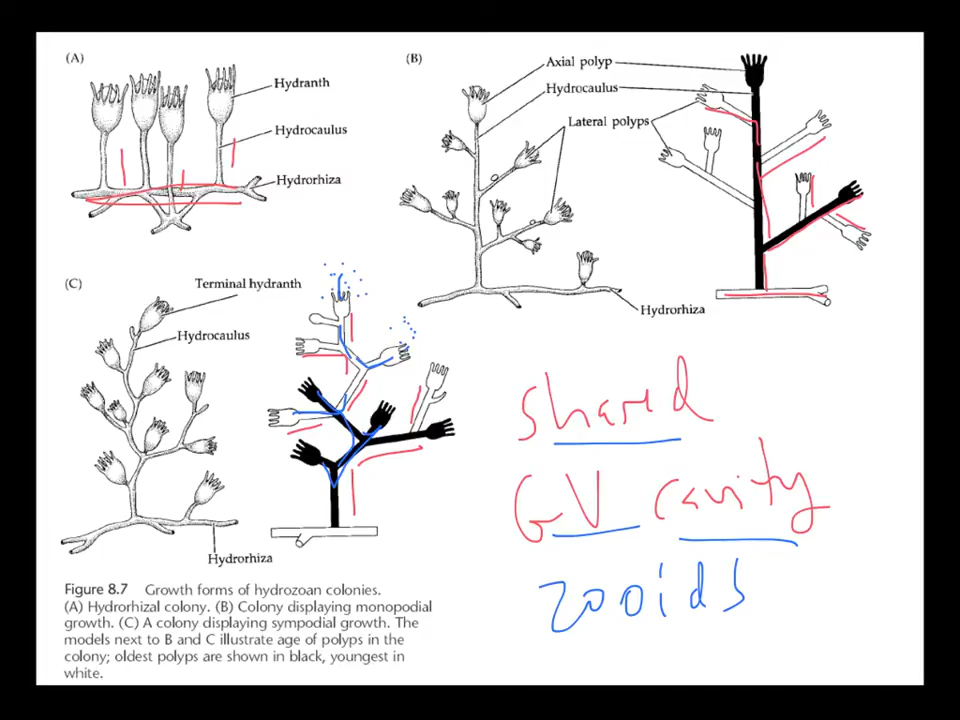 (A)
Hydranth
Hydrocaulus
Hydrorhiza
(B)
Axial polyp
Hydrocaulus
Lateral polyps
Hydrorhiza
(C)
Terminal hydranth
Hydrocaulus
Hydrorhiza
shared
GV cavity
zooids
Figure 8.7 Growth forms of hydrozoan colonies.
(A) Hydrorhizal colony. (B) Colony displaying monopodial
growth. (C) A colony displaying sympodial growth. The
models next to B and C illustrate age of polyps in the
colony; oldest polyps are shown in black, youngest in
white.